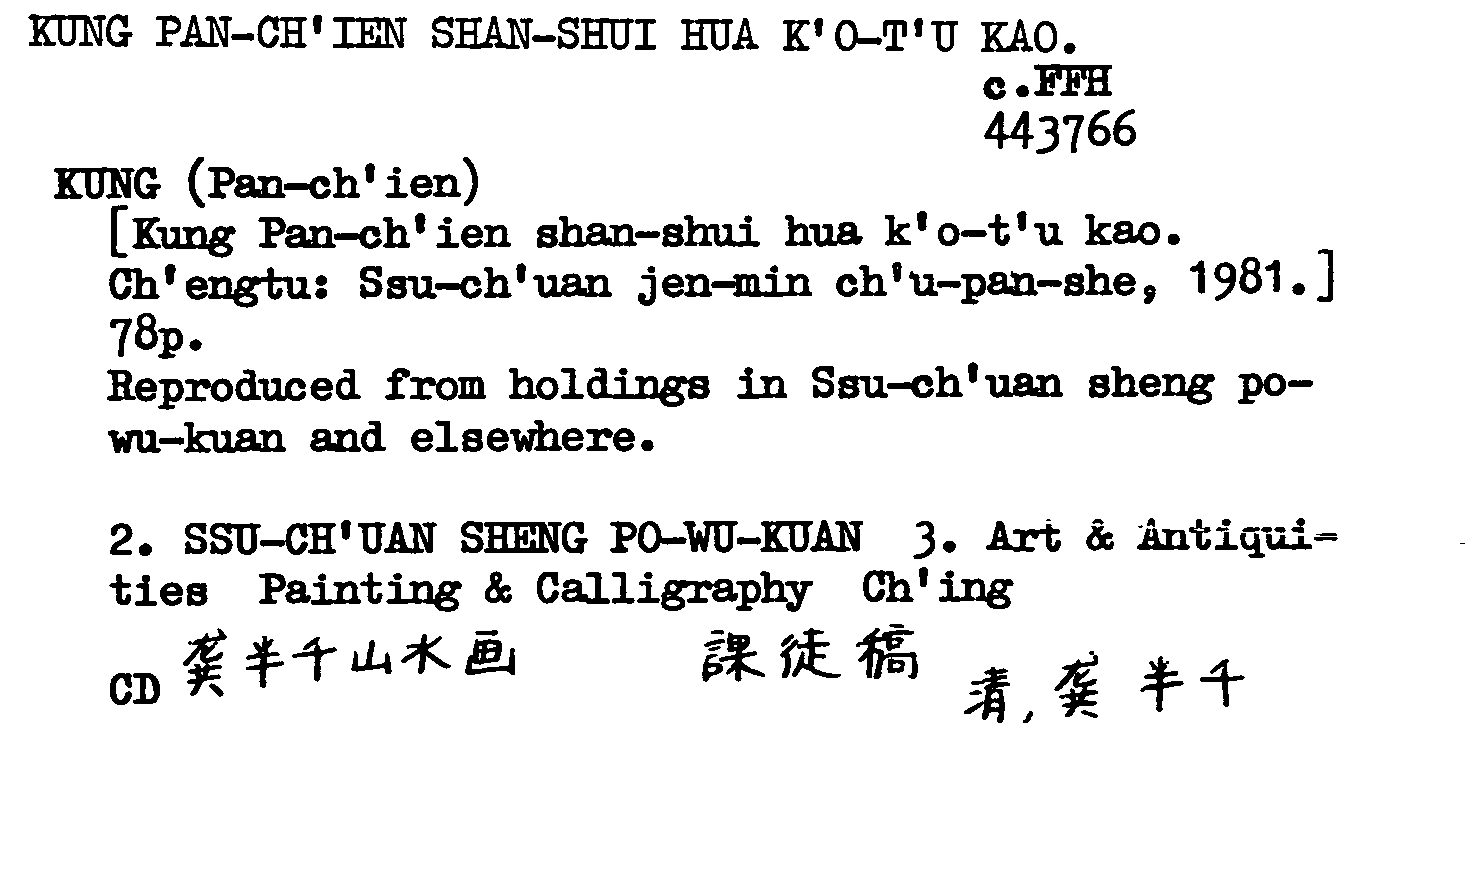 KUNG PAN-CH'IEN SHAN-SHUI HUA K'O-T'U KAO.
c.FFH
443766
KUNG (Pan-ch'ien)
[Kung Pan-ch'ien shan-shui hua k'o-t'u kao.
Ch'engtu: Ssu-ch'uan jen-min ch'u-pan-she, 1981.]
78p.
Reproduced from holdings in Ssu-ch'uan sheng po-
wu-kuan and elsewhere.
2. SSU-CH'UAN SHENG PO-WU-KUAN 3. Art & Antiqui-
ties Painting & Calligraphy Ch'ing
龚半千山水画 課徒稿
CD 清, 龚半千